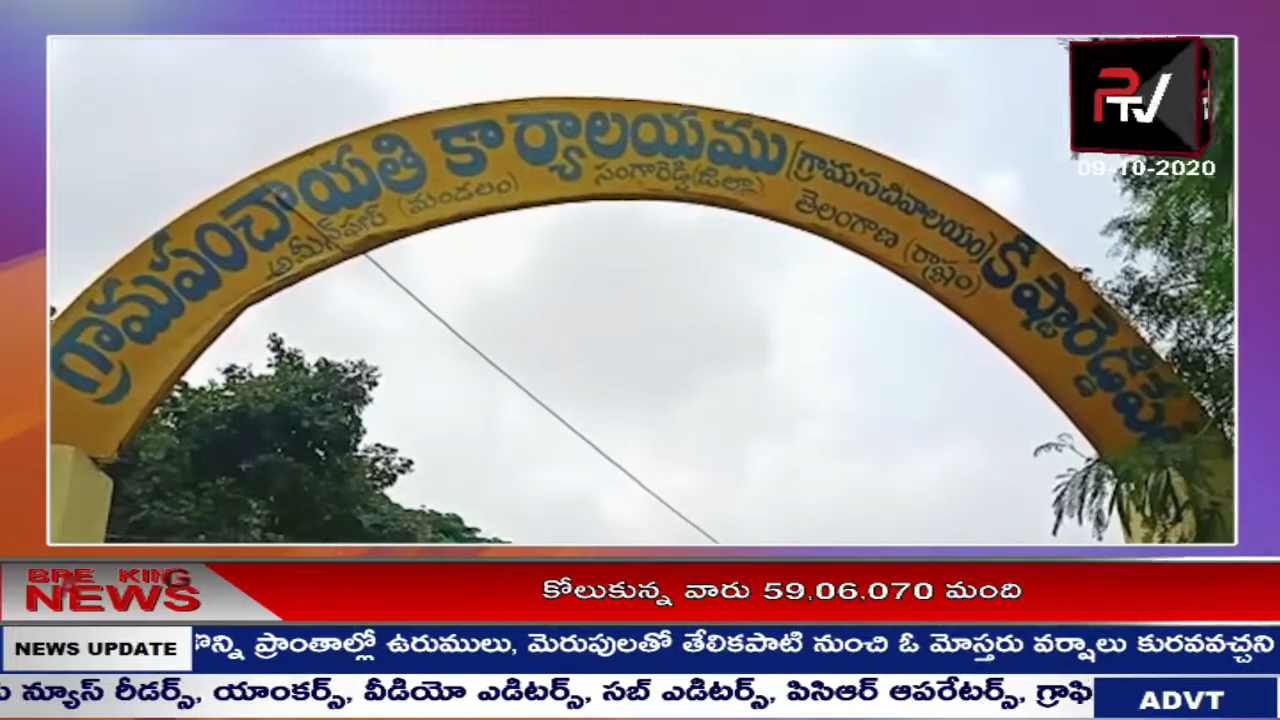 PTV
09-10-2020
గ్రామపంచాయతి కార్యాలయము (గ్రామసచివాలయం) కిష్టారెడ్డిపేట
అమీన్‌పూర్ (మండలం) సంగారెడ్డి(జిల్లా) తెలంగాణ (రాష్ట్రం)
BREAKING NEWS
కోలుకున్న వారు 59,06,070 మంది
NEWS UPDATE
కొన్ని ప్రాంతాల్లో ఉరుములు, మెరుపులతో తేలికపాటి నుంచి ఓ మోస్తరు వర్షాలు కురవవచ్చని
న్యూస్ రీడర్స్, యాంకర్స్, వీడియో ఎడిటర్స్, సబ్ ఎడిటర్స్, పిసిఆర్ ఆపరేటర్స్,
ADVT